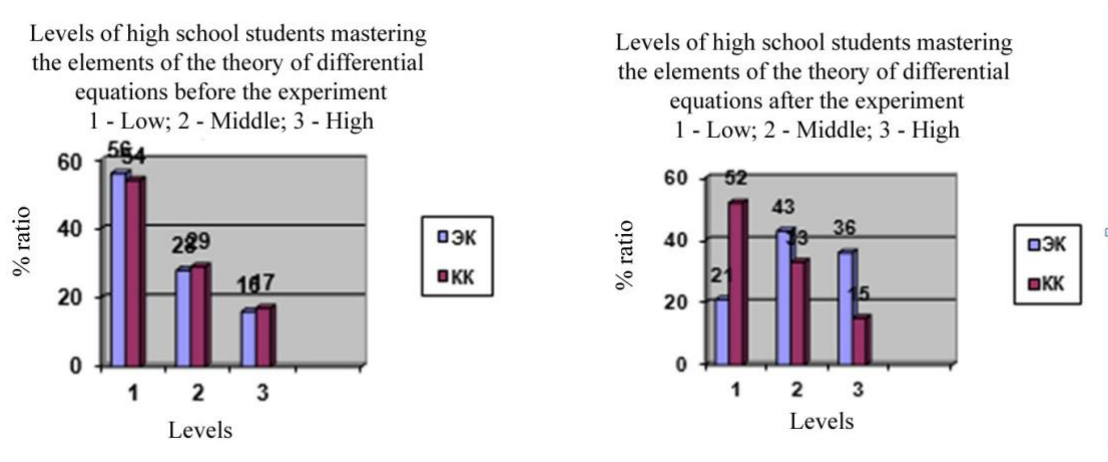 Levels of high school students mastering
the elements of the theory of differential
equations before the experiment
1 - Low; 2 - Middle; 3 - High
56
54
60
40
20
0
28
29
16
17
1
2
3
% ratio
Levels
ЭК
КК
Levels of high school students mastering
the elements of the theory of differential
equations after the experiment
1 - Low; 2 - Middle; 3 - High
60
40
20
0
21
52
43
33
36
15
1
2
3
% ratio
Levels
ЭК
КК